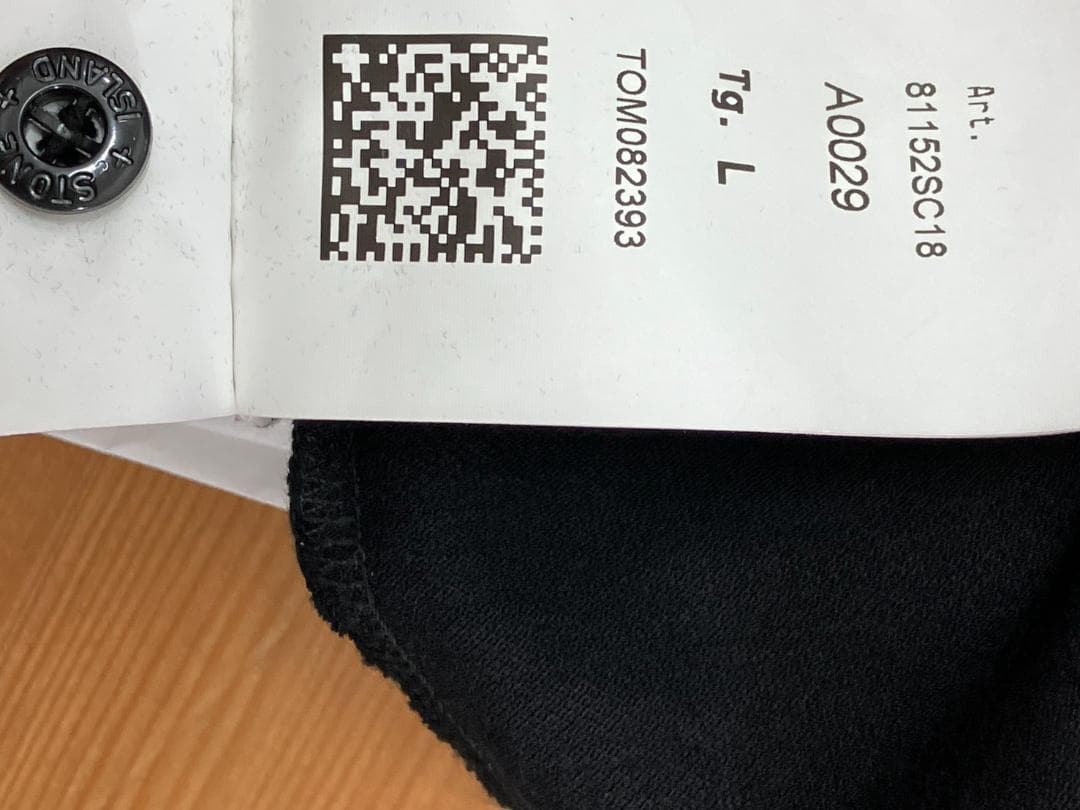 Art.
81152SC18
A0029
Tg. L
TOM082393
STONE ISLAND